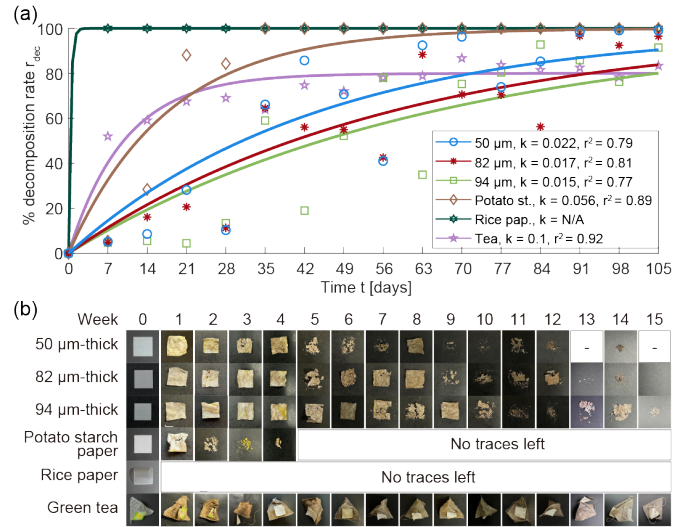 (a)
% decomposition rate r_dec
100
80
60
40
20
0
50 µm, k = 0.022, r² = 0.79
82 µm, k = 0.017, r² = 0.81
94 µm, k = 0.015, r² = 0.77
Potato st., k = 0.056, r² = 0.89
Rice pap., k = N/A
Tea, k = 0.1, r² = 0.92
0 7 14 21 28 35 42 49 56 63 70 77 84 91 98 105
Time t [days]
(b)
Week 0 1 2 3 4 5 6 7 8 9 10 11 12 13 14 15
50 µm-thick - -
82 µm-thick
94 µm-thick
Potato starch
paper
No traces left
Rice paper No traces left
Green tea